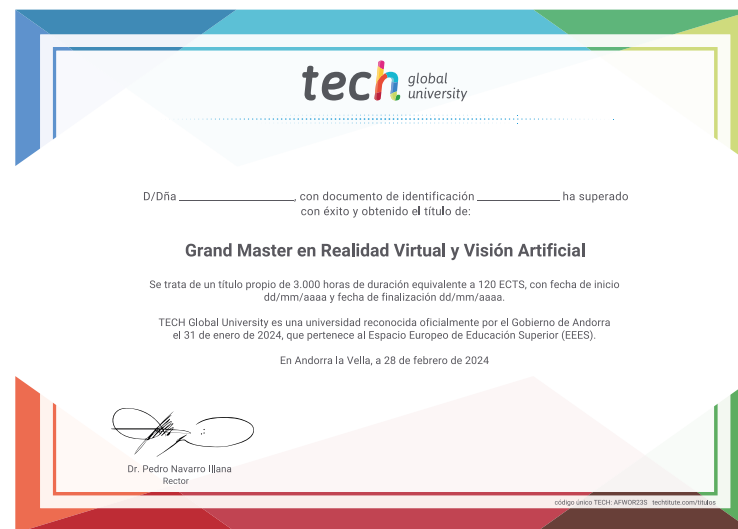 tech global university
D/Dña ______________, con documento de identificación __________ ha superado
con éxito y obtenido el título de:
Grand Master en Realidad Virtual y Visión Artificial
Se trata de un título propio de 3.000 horas de duración equivalente a 120 ECTS, con fecha de inicio
dd/mm/aaaa y fecha de finalización dd/mm/aaaa.
TECH Global University es una universidad reconocida oficialmente por el Gobierno de Andorra
el 31 de enero de 2024, que pertenece al Espacio Europeo de Educación Superior (EEES).
En Andorra la Vella, a 28 de febrero de 2024
Dr. Pedro Navarro Illana
Rector
código único TECH: AFWOR23S techtitute.com/titulos